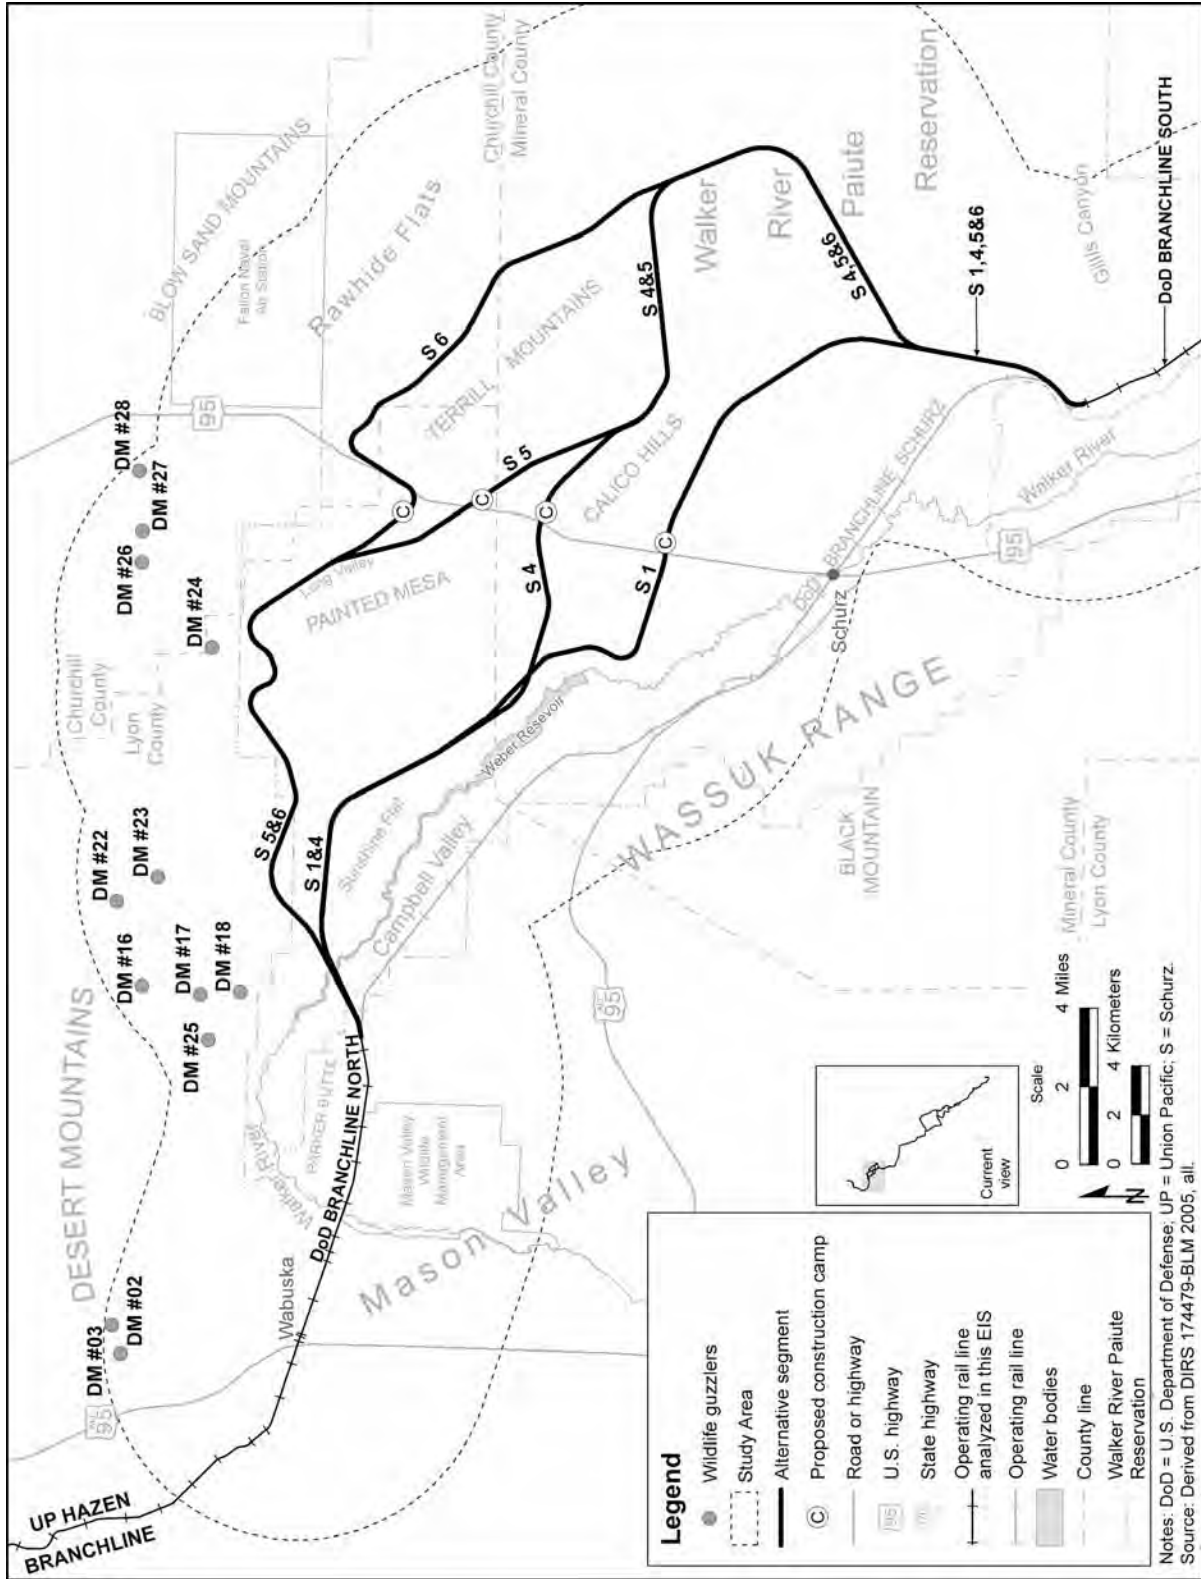 UP HAZEN
BRANCHLINE
ALT
95
DM #03
DM #02
DESERT MOUNTAINS
DM #25
DM #16
DM #17
DM #18
DM #22
DM #23
Churchill
County
Lyon
County
DM #24
DM #26
DM #27
DM #28
95
BLOW SAND MOUNTAINS
Fallon Naval
Air Station
Rawhide Flats
Churchill County
Mineral County
Wabuska
Walker River
PARKER BUTTE
DoD BRANCHLINE NORTH
Mason Valley
Wildlife
Management
Area
Mason Valley
S 5&6
S 1&4
Sunshine Flat
Campbell Valley
Weber Resevoir
Long Valley
PAINTED MESA
C
C
C
C
S 6
S 5
S 4
S 1
TERRILL MOUNTAINS
CALICO HILLS
S 4&5
Walker
River
Paiute
Reservation
S 4,5&6
S 1,4,5&6
DoD BRANCHLINE SOUTH
Gillis Canyon
DoD BRANCHLINE SCHURZ
Schurz
Walker River
95
WASSUK RANGE
ALT
95
BLACK
MOUNTAIN
Mineral County
Lyon County
Legend
Wildlife guzzlers
Study Area
Alternative segment
C Proposed construction camp
Road or highway
95 U.S. highway
State highway
Operating rail line
analyzed in this EIS
Operating rail line
Water bodies
County line
Walker River Paiute
Reservation
Current
view
Scale
0 2 4 Miles
0 2 4 Kilometers
N
Notes: DoD = U.S. Department of Defense; UP = Union Pacific; S = Schurz.
Source: Derived from DIRS 174479-BLM 2005, all.